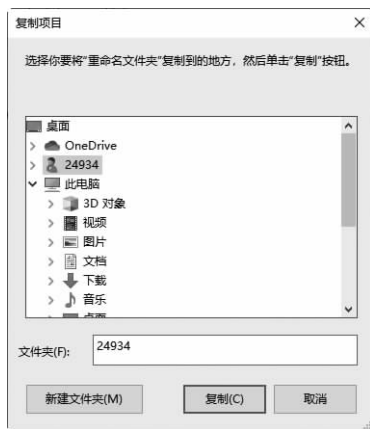 复制项目
选择你要将"重命名文件夹"复制到的地方，然后单击"复制"按钮。
桌面
OneDrive
24934
此电脑
3D 对象
视频
图片
文档
下载
音乐
桌面
文件夹(F):
24934
新建文件夹(M)
复制(C)
取消